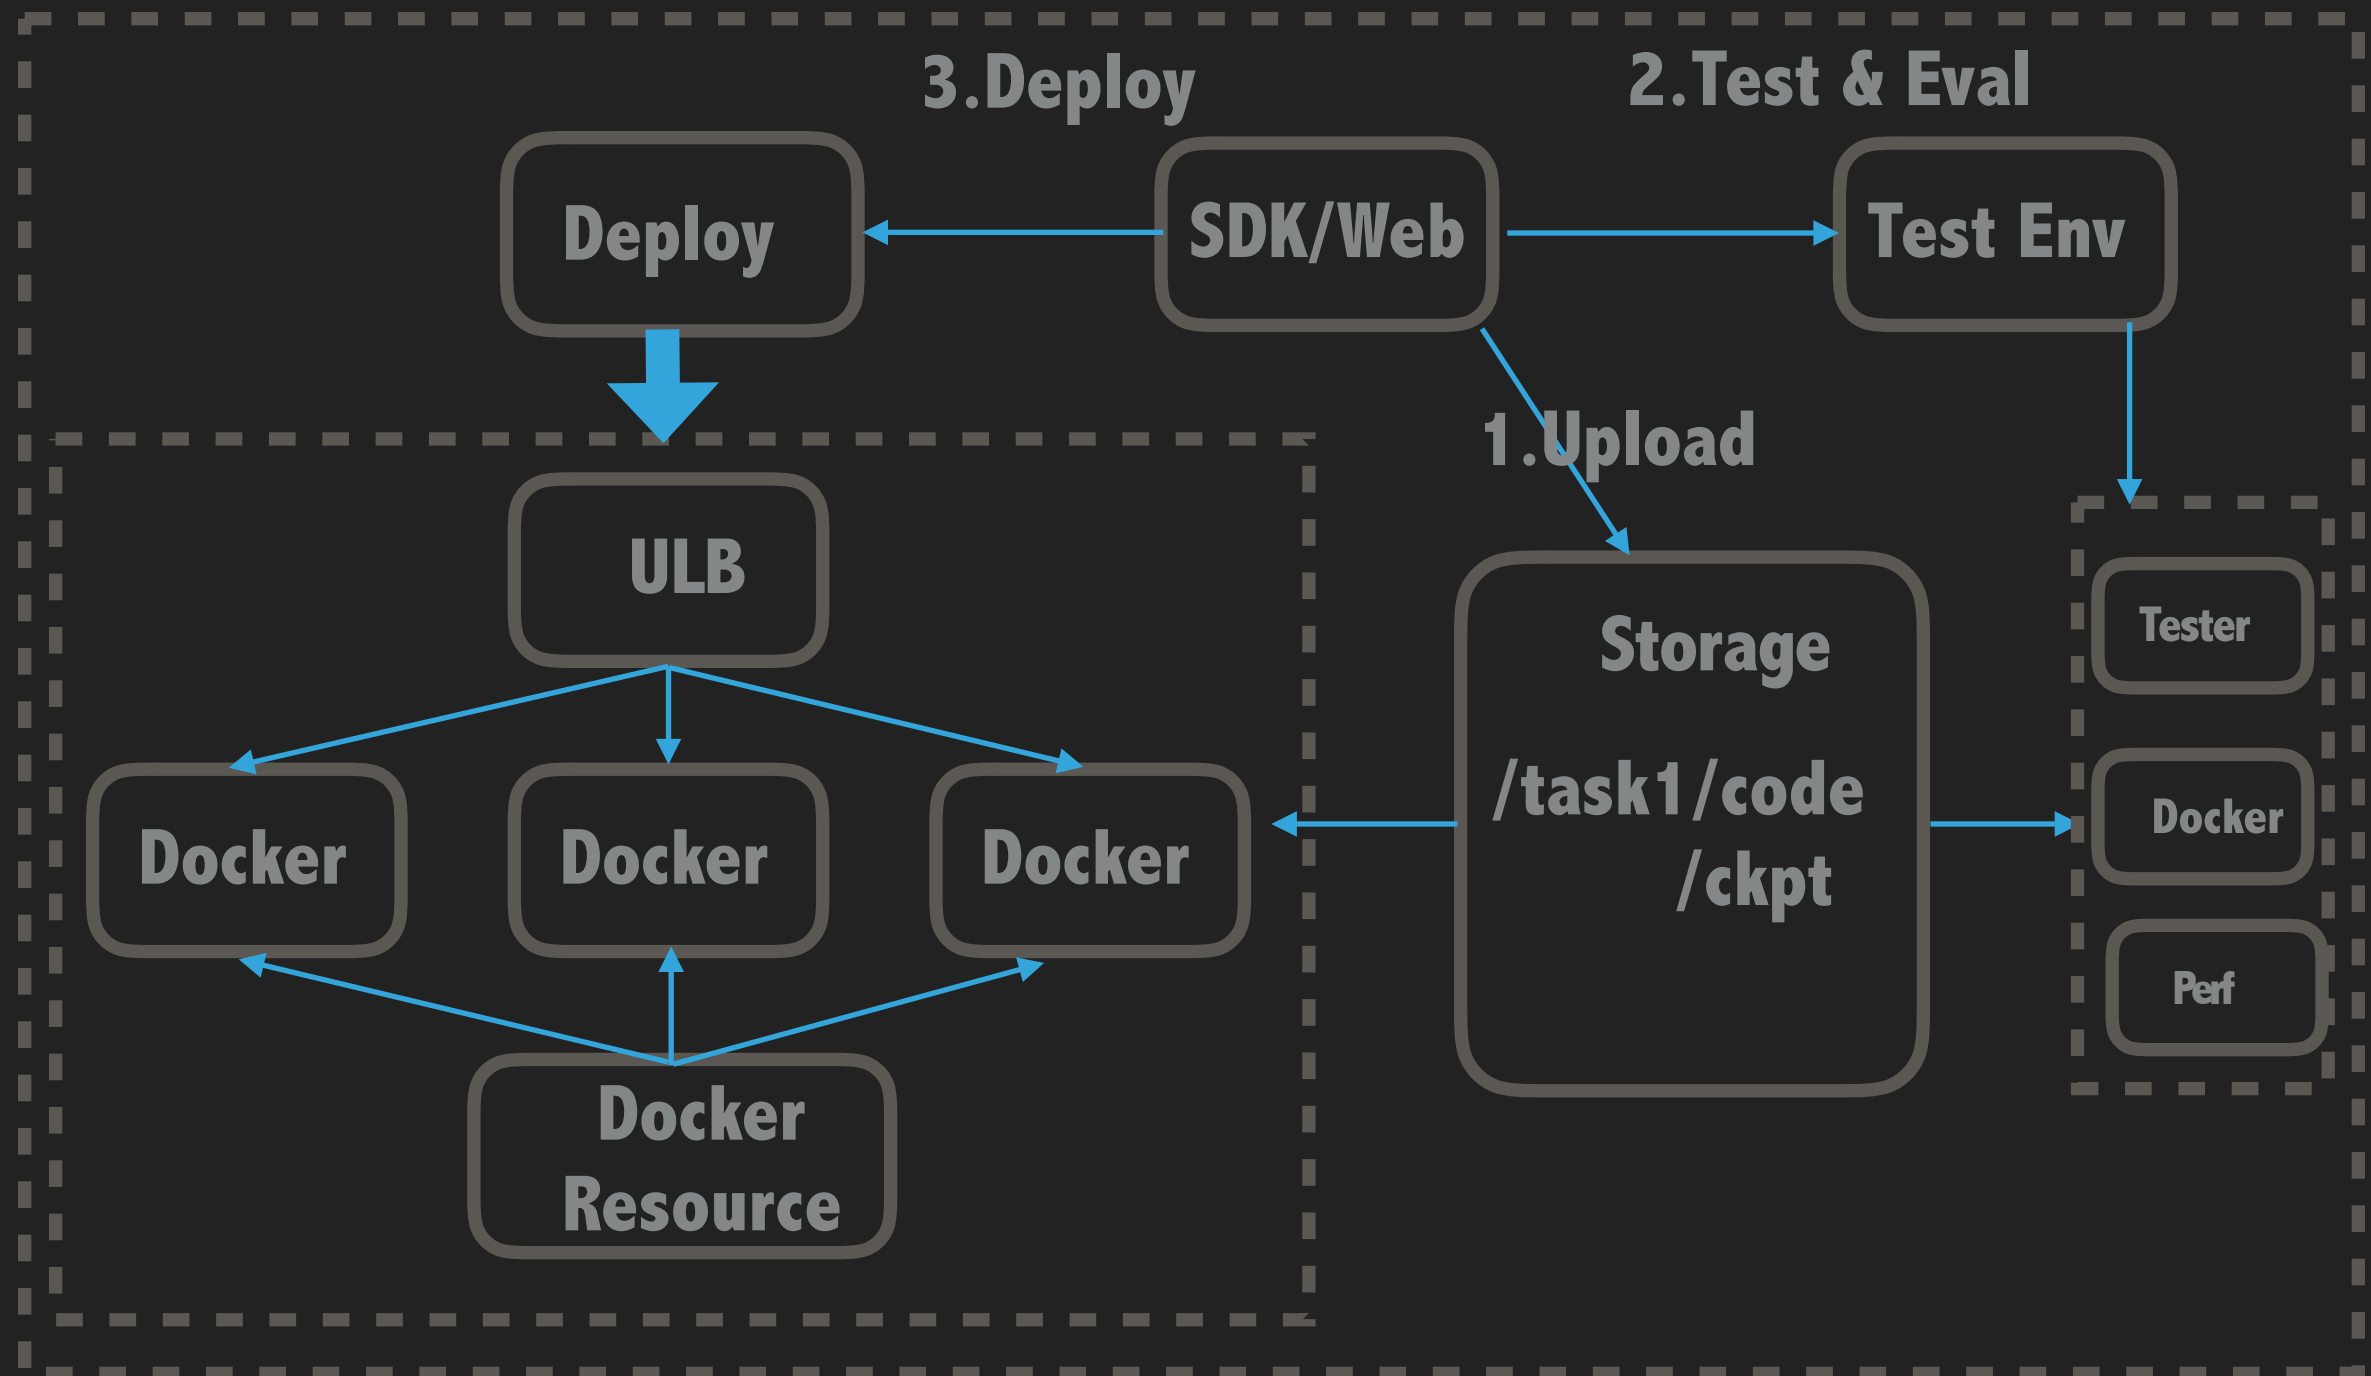 3.Deploy
2.Test & Eval
Deploy
SDK/Web
Test Env
1.Upload
ULB
Storage
/task1/code
/ckpt
Tester
Docker
Perf
Docker
Docker
Docker
Docker
Resource